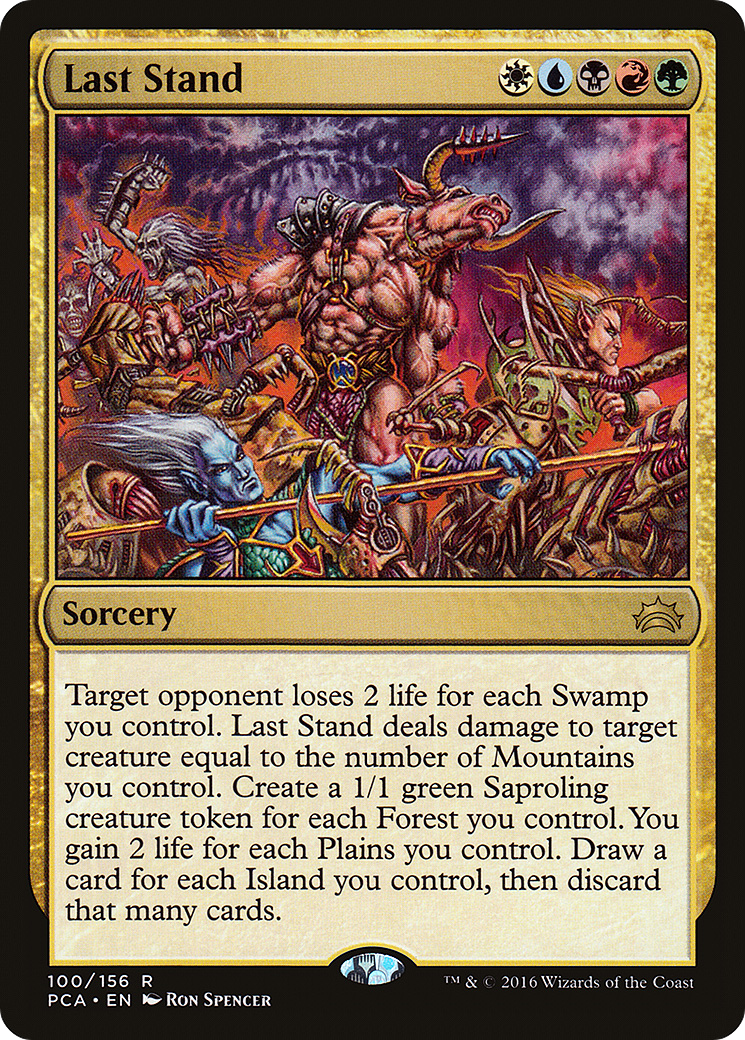 Last Stand
Sorcery
Target opponent loses 2 life for each Swamp
you control. Last Stand deals damage to target
creature equal to the number of Mountains
you control. Create a 1/1 green Saproling
creature token for each Forest you control. You
gain 2 life for each Plains you control. Draw a
card for each Island you control, then discard
that many cards.
100/156 R
PCA • EN Ron Spencer
™ & © 2016 Wizards of the Coast